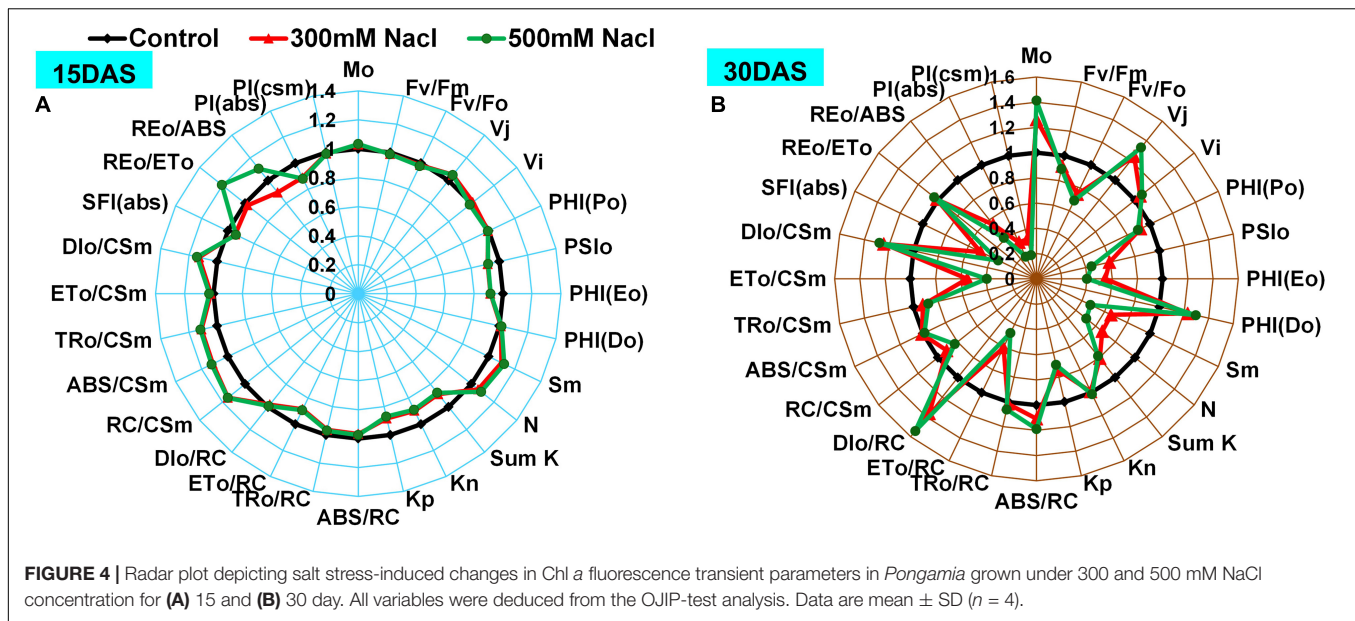 Control 300mM Nacl 500mM Nacl
15DAS
A
Mo
Fv/Fm
Fv/Fo
Vj
Vi
PHI(Po)
PSIo
PHI(Eo)
PHI(Do)
Sm
N
Sum K
Kn
Kp
ABS/RC
TRo/RC
ETo/RC
DIo/RC
RC/CSm
ABS/CSm
TRo/CSm
ETo/CSm
DIo/CSm
SFI(abs)
REo/ETo
REo/ABS
PI(abs)
PI(csm)
1.4
1.2
1
0.8
0.6
0.4
0.2
0
30DAS
B
Mo
Fv/Fm
Fv/Fo
Vj
Vi
PHI(Po)
PSIo
PHI(Eo)
PHI(Do)
Sm
N
Sum K
Kn
Kp
ABS/RC
TRo/RC
ETo/RC
DIo/RC
RC/CSm
ABS/CSm
TRo/CSm
ETo/CSm
DIo/CSm
SFI(abs)
REo/ETo
REo/ABS
PI(abs)
PI(csm)
1.6
1.4
1.2
1
0.8
0.6
0.4
0.2
0
FIGURE 4 | Radar plot depicting salt stress-induced changes in Chl a fluorescence transient parameters in Pongamia grown under 300 and 500 mM NaCl
concentration for (A) 15 and (B) 30 day. All variables were deduced from the OJIP-test analysis. Data are mean ± SD (n = 4).